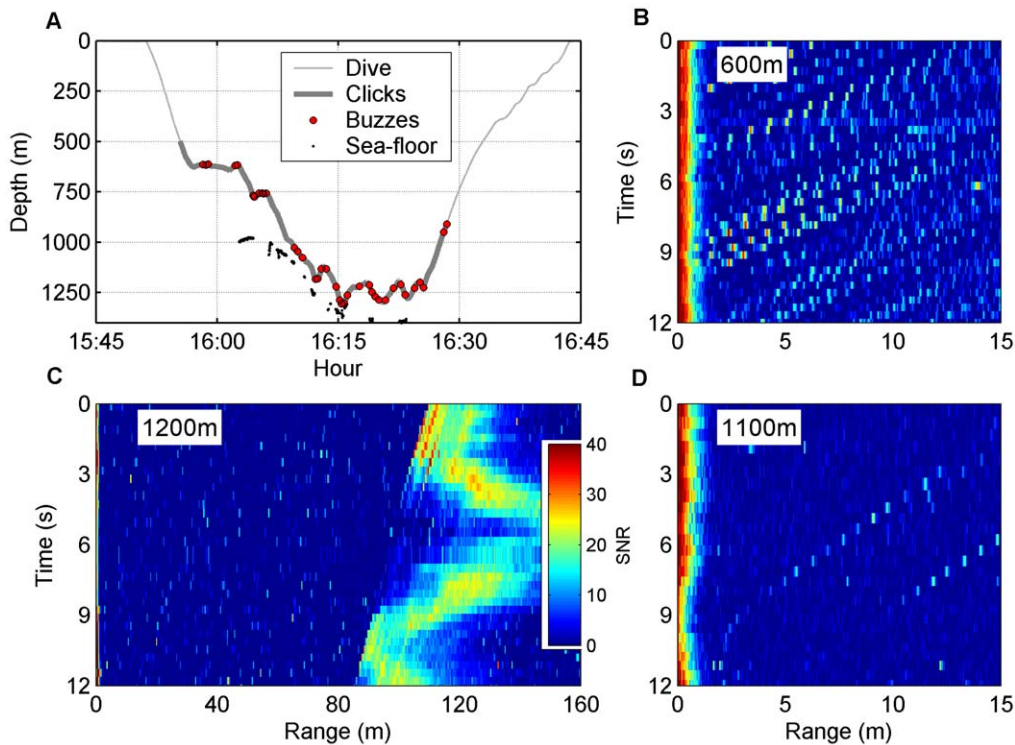 A
Depth (m)
0
250
500
750
1000
1250
15:45
16:00
16:15
16:30
16:45
Hour
Dive
Clicks
Buzzes
Sea-floor
B
600m
Time (s)
0
3
6
9
12
0
5
10
15
C
1200m
Time (s)
0
3
6
9
12
0
40
80
120
160
Range (m)
40
30
20
10
0
SNR
D
1100m
0
3
6
9
12
Time (s)
0
5
10
15
Range (m)